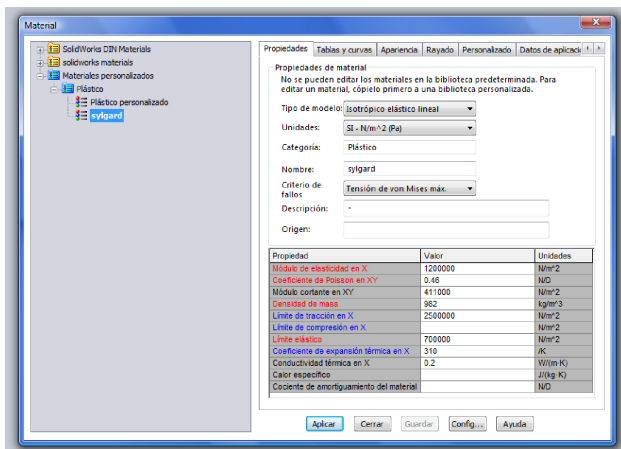 Material
SolidWorks DIN Materials
solidworks materials
Materiales personalizados
Plástico
Plástico personalizado
sylgard
Propiedades Tablas y curvas Apariencia Rayado Personalizado Datos de aplicaci
Propiedades de material
No se pueden editar los materiales en la biblioteca predeterminada. Para
editar un material, cópielo primero a una biblioteca personalizada.
Tipo de modelo: Isotrópico elástico lineal
Unidades: SI - N/m^2 (Pa)
Categoría: Plástico
Nombre: sylgard
Criterio de
fallos Tensión de von Mises máx.
Descripción: -
Origen:
Propiedad Valor Unidades
Módulo de elasticidad en X 1200000 N/m^2
Coeficiente de Poisson en XY 0.46 N/D
Módulo cortante en XY 411000 N/m^2
Densidad de masa 982 kg/m^3
Límite de tracción en X 2500000 N/m^2
Límite de compresión en X N/m^2
Límite elástico 700000 N/m^2
Coeficiente de expansión térmica en X 310 /K
Conductividad térmica en X 0.2 W/(m·K)
Calor específico J/(kg·K)
Cociente de amortiguamiento del material N/D
Aplicar Cerrar Guardar Config... Ayuda